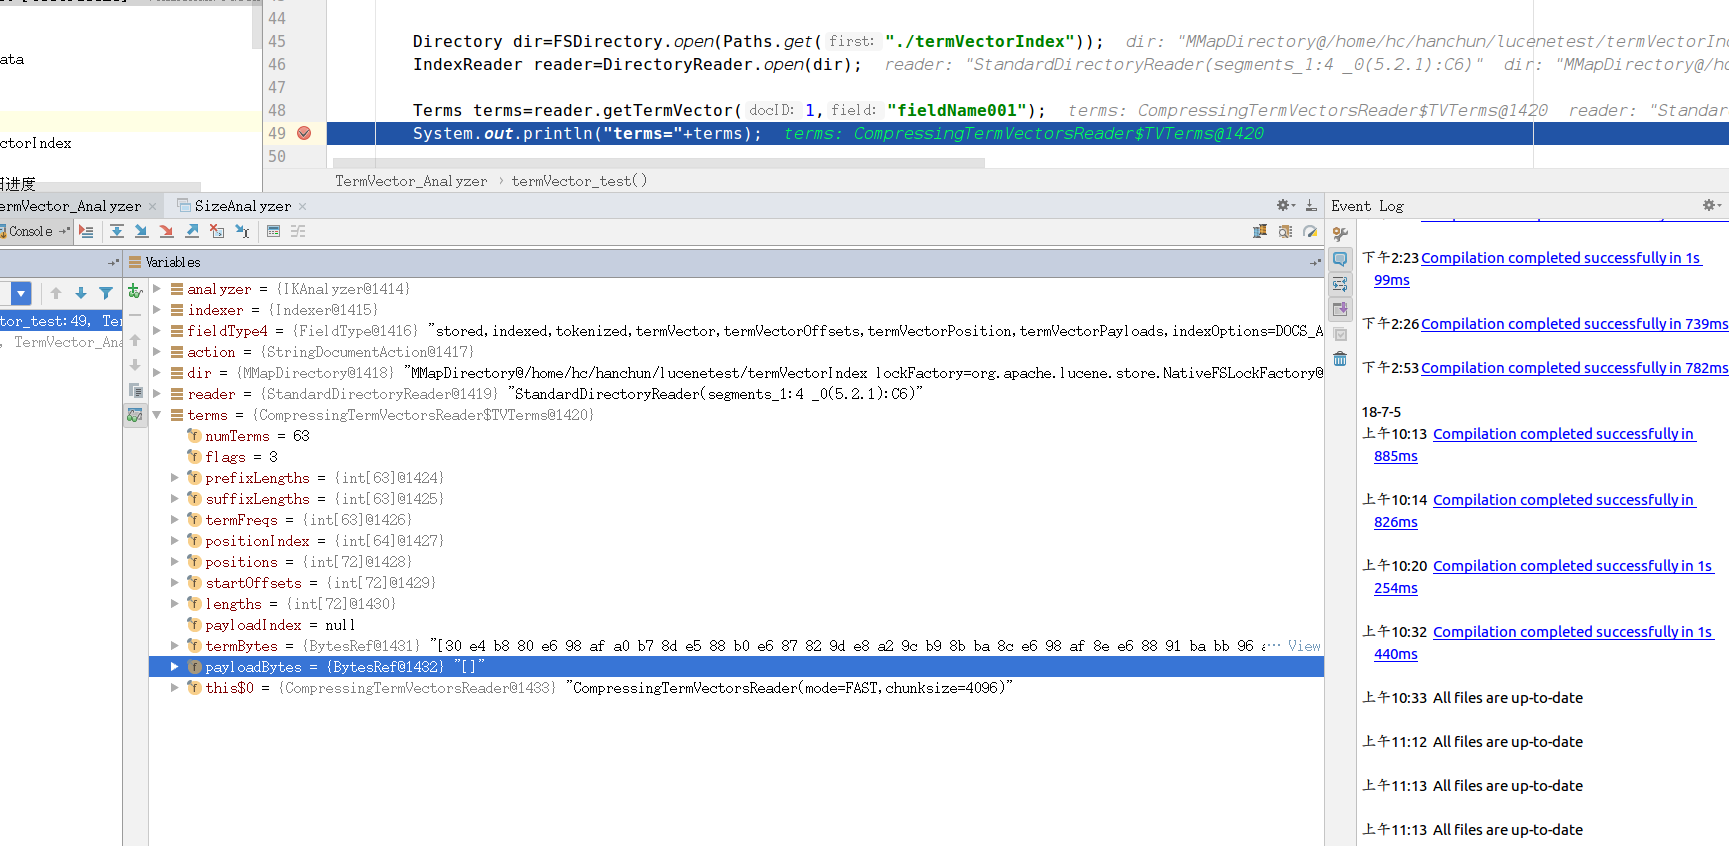 44
45 Directory dir=FSDirectory.open(Paths.get( first: "./termVectorIndex")); dir: "MMapDirectory@/home/hc/hanchun/lucenetest/termVectorInd
46 IndexReader reader=DirectoryReader.open(dir); reader: "StandardDirectoryReader(segments_1:4 _0(5.2.1):C6)" dir: "MMapDirectory@/ho
47
48 Terms terms=reader.getTermVector( docID: 1, field: "fieldName001"); terms: CompressingTermVectorsReader$TVTerms@1420 reader: "Standar
49 System.out.println("terms="+terms); terms: CompressingTermVectorsReader$TVTerms@1420
50
ata
ctorIndex
进度
TermVector_Analyzer › termVector_test()
ermVector_Analyzer × SizeAnalyzer ×
Console
Variables
tor_test:49, Ter
, TermVector_Ana
analyzer = {IKAnalyzer@1414}
indexer = {Indexer@1415}
fieldType4 = {FieldType@1416} "stored,indexed,tokenized,termVector,termVectorOffsets,termVectorPosition,termVectorPayloads,indexOptions=DOCS_A
action = {StringDocumentAction@1417}
dir = {MMapDirectory@1418} "MMapDirectory@/home/hc/hanchun/lucenetest/termVectorIndex lockFactory=org.apache.lucene.store.NativeFSLockFactory@
reader = {StandardDirectoryReader@1419} "StandardDirectoryReader(segments_1:4 _0(5.2.1):C6)"
terms = {CompressingTermVectorsReader$TVTerms@1420}
numTerms = 63
flags = 3
prefixLengths = {int[63]@1424}
suffixLengths = {int[63]@1425}
termFreqs = {int[63]@1426}
positionIndex = {int[64]@1427}
positions = {int[72]@1428}
startOffsets = {int[72]@1429}
lengths = {int[72]@1430}
payloadIndex = null
termBytes = {BytesRef@1431} "[30 e4 b8 80 e6 98 af a0 b7 8d e5 88 b0 e6 87 82 9d e8 a2 9c b9 8b ba 8c e6 98 af 8e e6 88 91 ba bb 96 ... View
payloadBytes = {BytesRef@1432} "[]"
this$0 = {CompressingTermVectorsReader@1433} "CompressingTermVectorsReader(mode=FAST,chunksize=4096)"
Event Log
下午2:23 Compilation completed successfully in 1s
99ms
下午2:26 Compilation completed successfully in 739ms
下午2:53 Compilation completed successfully in 782ms
18-7-5
上午10:13 Compilation completed successfully in
885ms
上午10:14 Compilation completed successfully in
826ms
上午10:20 Compilation completed successfully in 1s
254ms
上午10:32 Compilation completed successfully in 1s
440ms
上午10:33 All files are up-to-date
上午11:12 All files are up-to-date
上午11:13 All files are up-to-date
上午11:13 All files are up-to-date